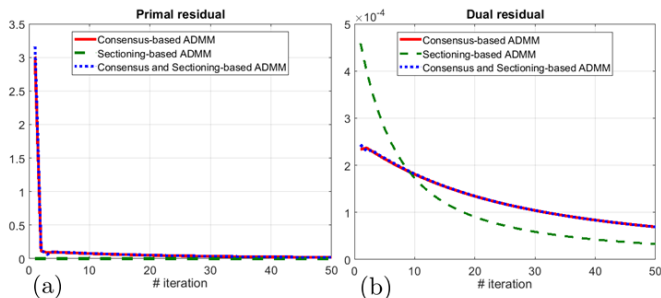 Primal residual
3.5
3
2.5
2
1.5
1
0.5
0
0
10
20
30
40
50
# iteration
Consensus-based ADMM
Sectioning-based ADMM
Consensus and Sectioning-based ADMM
(a)
Dual residual
×10⁻⁴
5
4
3
2
1
0
0
10
20
30
40
50
# iteration
Consensus-based ADMM
Sectioning-based ADMM
Consensus and Sectioning-based ADMM
(b)